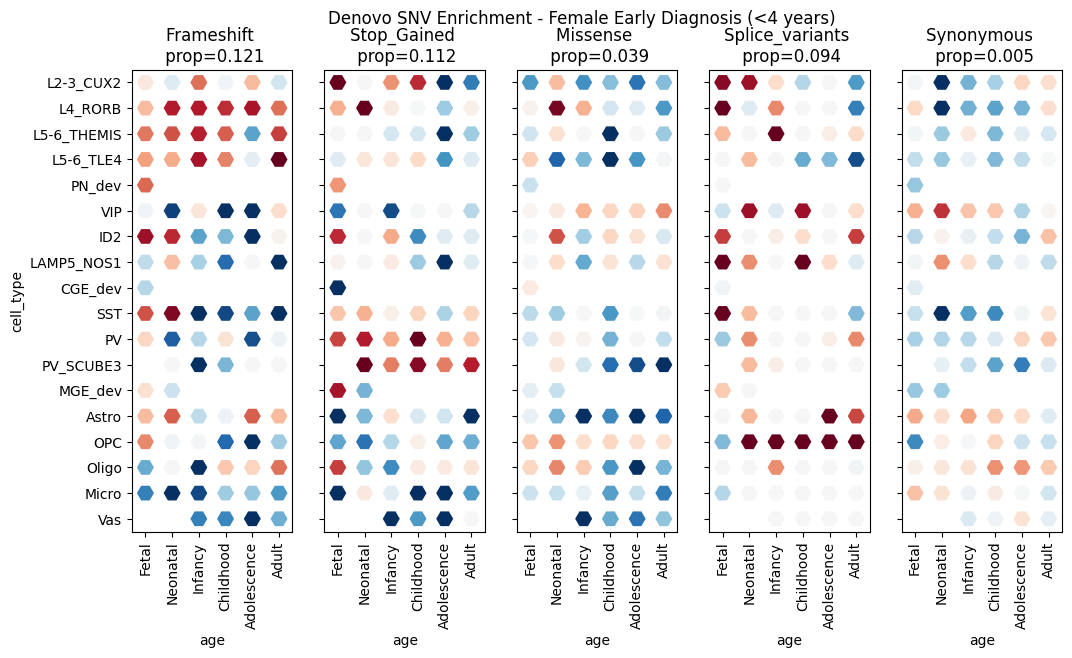 Denovo SNV Enrichment - Female Early Diagnosis (<4 years)
Frameshift
prop=0.121
Stop_Gained
prop=0.112
Missense
prop=0.039
Splice_variants
prop=0.094
Synonymous
prop=0.005
cell_type
L2-3_CUX2
L4_RORB
L5-6_THEMIS
L5-6_TLE4
PN_dev
VIP
ID2
LAMP5_NOS1
CGE_dev
SST
PV
PV_SCUBE3
MGE_dev
Astro
OPC
Oligo
Micro
Vas
Fetal
Neonatal
Infancy
Childhood
Adolescence
Adult
age
Fetal
Neonatal
Infancy
Childhood
Adolescence
Adult
age
Fetal
Neonatal
Infancy
Childhood
Adolescence
Adult
age
Fetal
Neonatal
Infancy
Childhood
Adolescence
Adult
age
Fetal
Neonatal
Infancy
Childhood
Adolescence
Adult
age